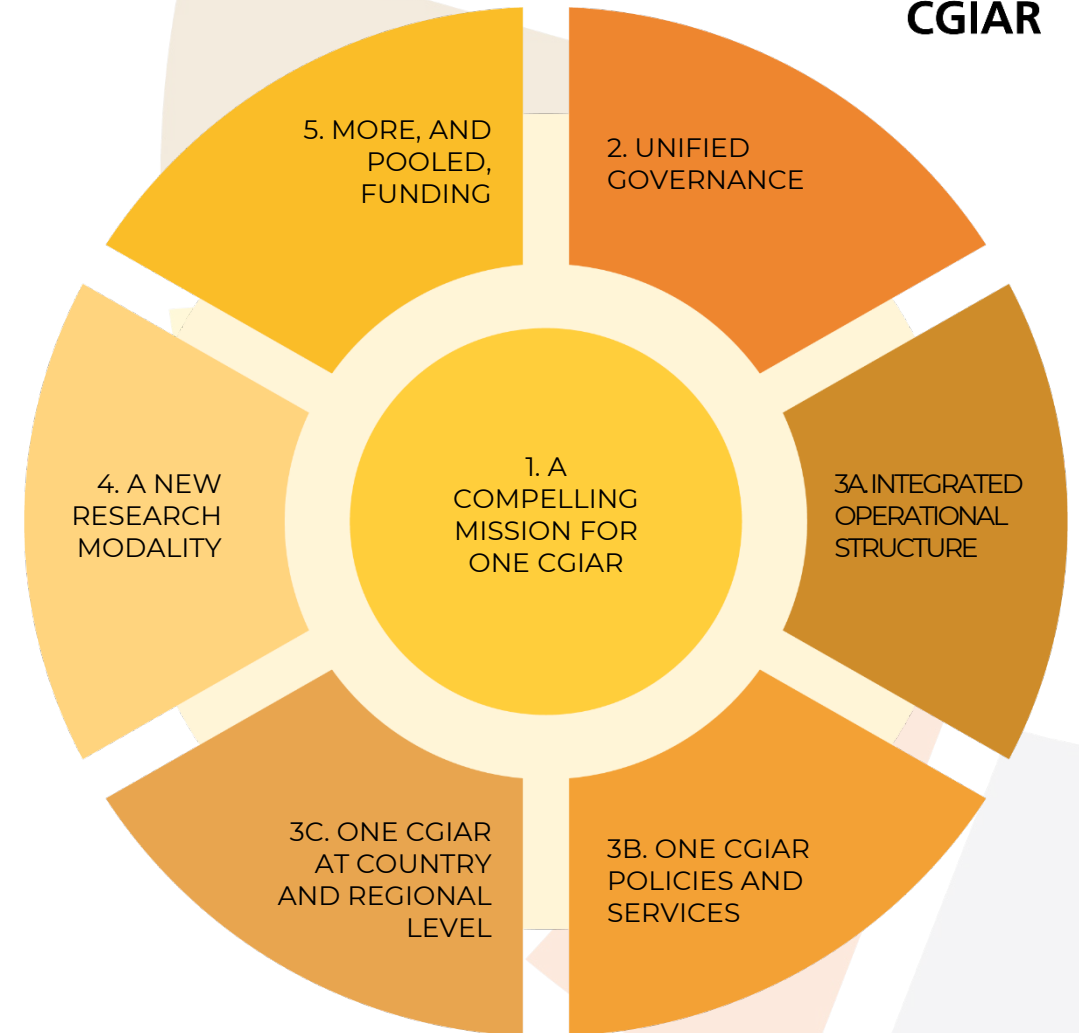 CGIAR
1. A
COMPELLING
MISSION FOR
ONE CGIAR
2. UNIFIED
GOVERNANCE
3A. INTEGRATED
OPERATIONAL
STRUCTURE
3B. ONE CGIAR
POLICIES AND
SERVICES
3C. ONE CGIAR
AT COUNTRY
AND REGIONAL
LEVEL
4. A NEW
RESEARCH
MODALITY
5. MORE, AND
POOLED,
FUNDING